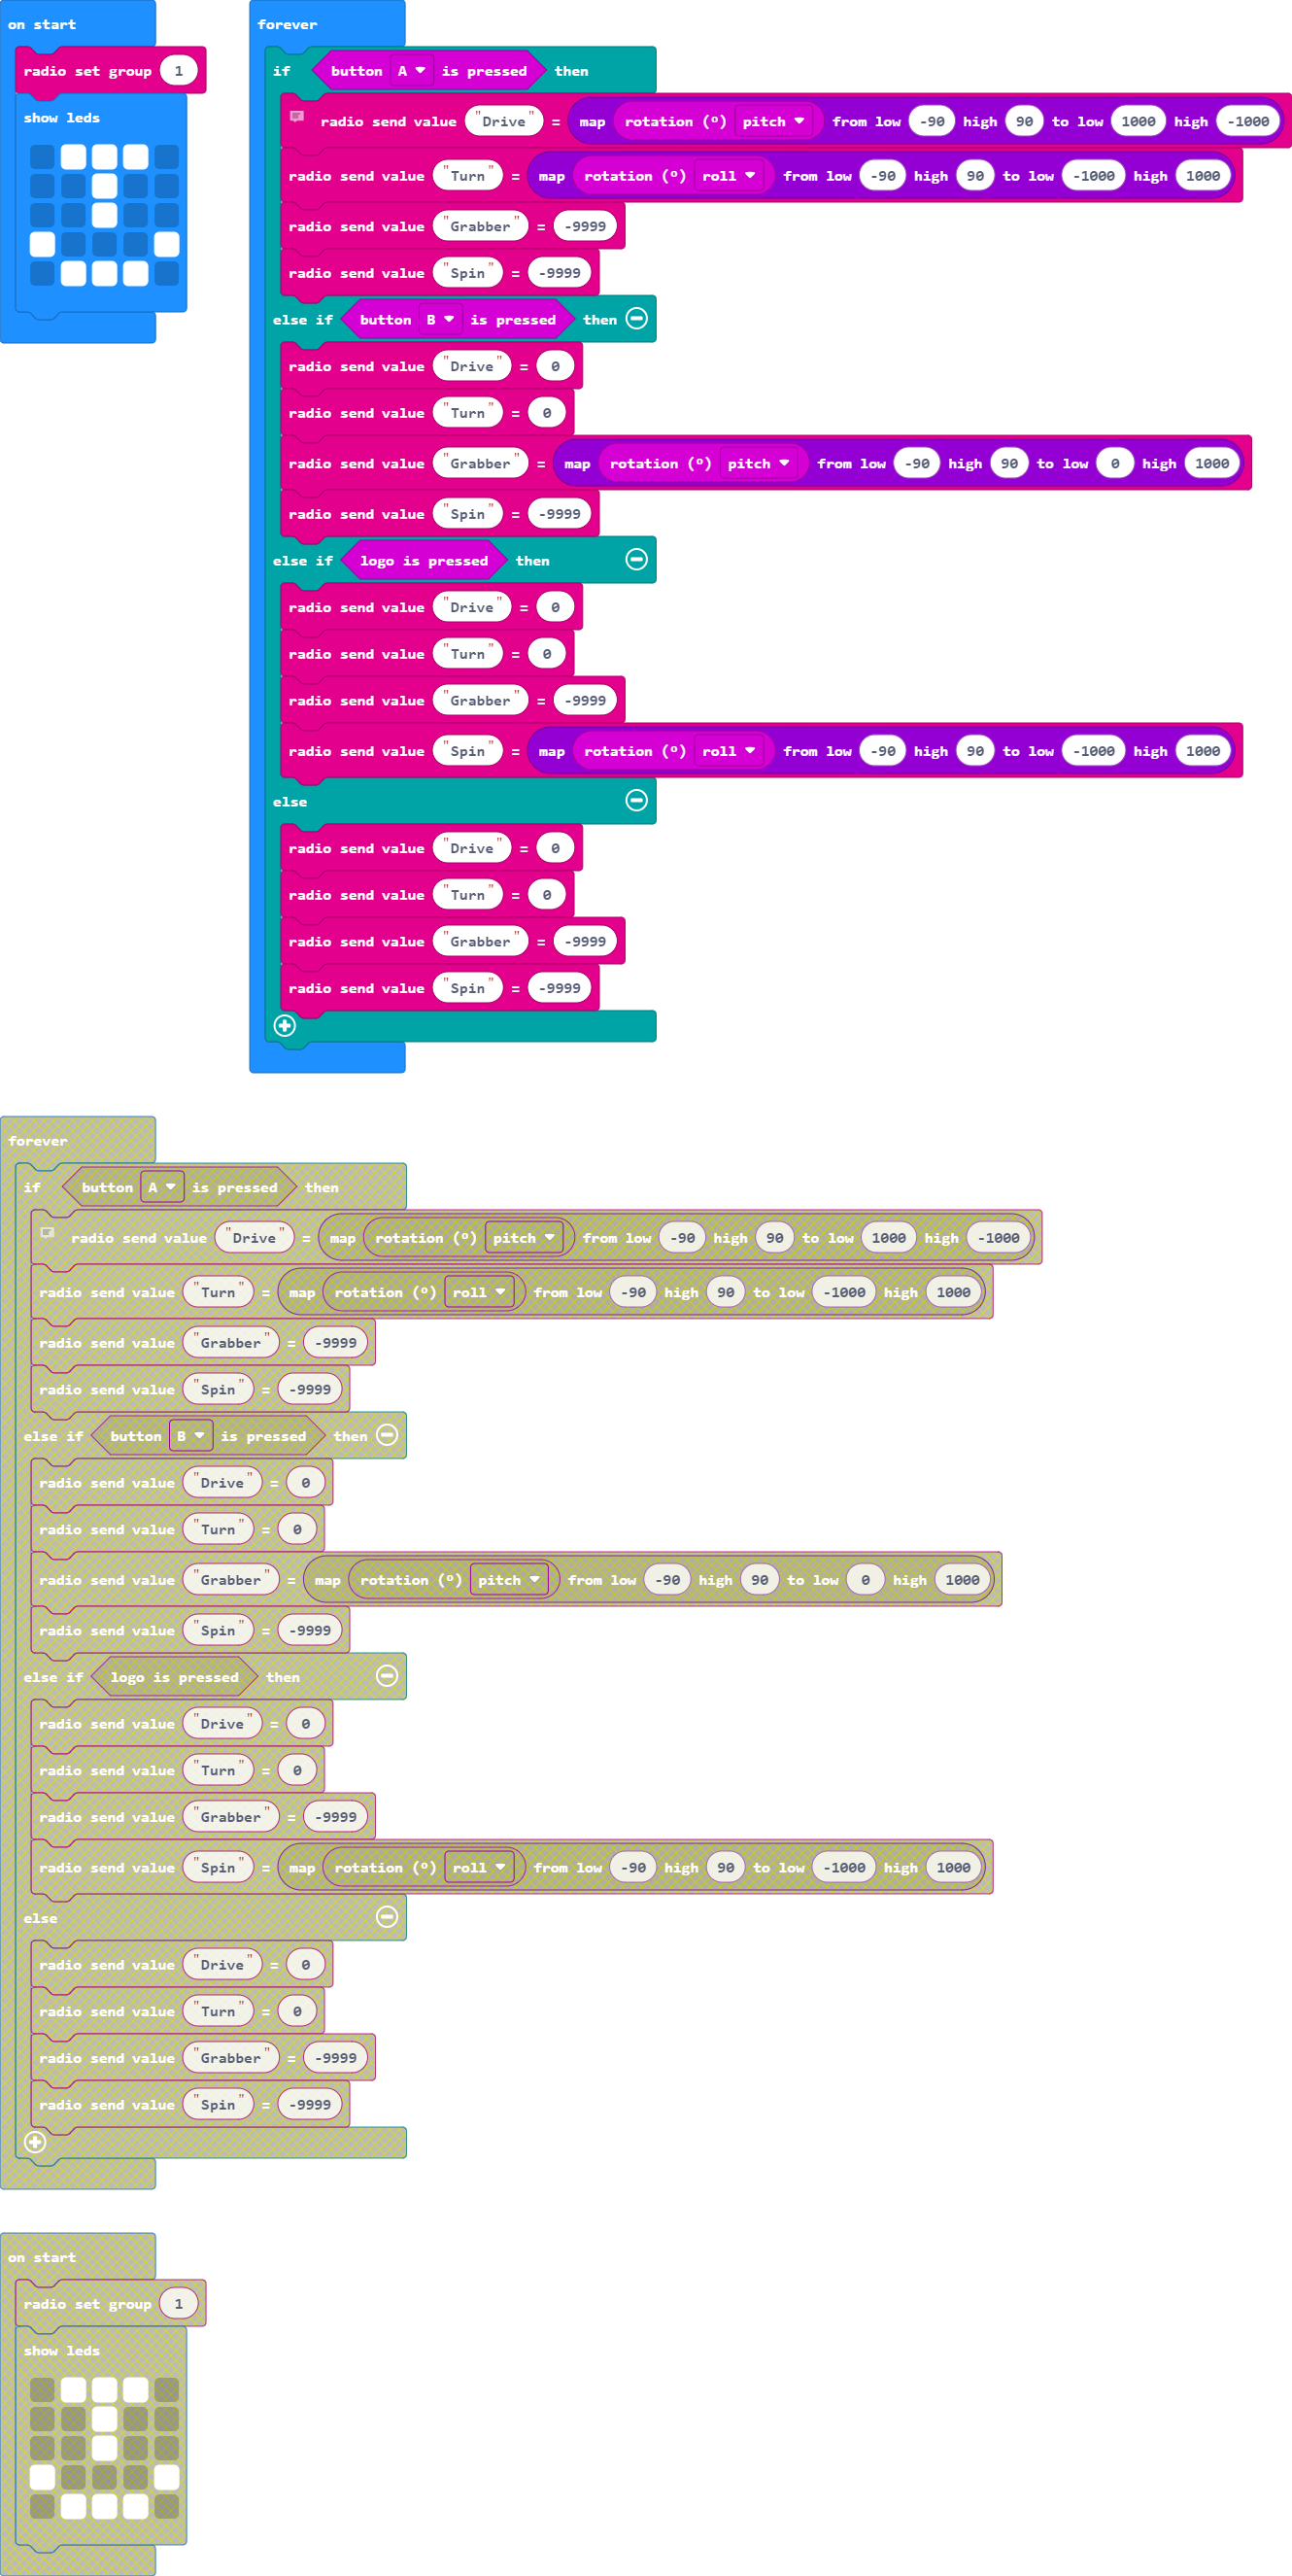 on start
radio set group 1
show leds
forever
if button A is pressed then
radio send value "Drive" = map rotation (º) pitch from low -90 high 90 to low 1000 high -1000
radio send value "Turn" = map rotation (º) roll from low -90 high 90 to low -1000 high 1000
radio send value "Grabber" = -9999
radio send value "Spin" = -9999
else if button B is pressed then
radio send value "Drive" = 0
radio send value "Turn" = 0
radio send value "Grabber" = map rotation (º) pitch from low -90 high 90 to low 0 high 1000
radio send value "Spin" = -9999
else if logo is pressed then
radio send value "Drive" = 0
radio send value "Turn" = 0
radio send value "Grabber" = -9999
radio send value "Spin" = map rotation (º) roll from low -90 high 90 to low -1000 high 1000
else
radio send value "Drive" = 0
radio send value "Turn" = 0
radio send value "Grabber" = -9999
radio send value "Spin" = -9999
forever
if button A is pressed then
radio send value "Drive" = map rotation (º) pitch from low -90 high 90 to low 1000 high -1000
radio send value "Turn" = map rotation (º) roll from low -90 high 90 to low -1000 high 1000
radio send value "Grabber" = -9999
radio send value "Spin" = -9999
else if button B is pressed then
radio send value "Drive" = 0
radio send value "Turn" = 0
radio send value "Grabber" = map rotation (º) pitch from low -90 high 90 to low 0 high 1000
radio send value "Spin" = -9999
else if logo is pressed then
radio send value "Drive" = 0
radio send value "Turn" = 0
radio send value "Grabber" = -9999
radio send value "Spin" = map rotation (º) roll from low -90 high 90 to low -1000 high 1000
else
radio send value "Drive" = 0
radio send value "Turn" = 0
radio send value "Grabber" = -9999
radio send value "Spin" = -9999
on start
radio set group 1
show leds